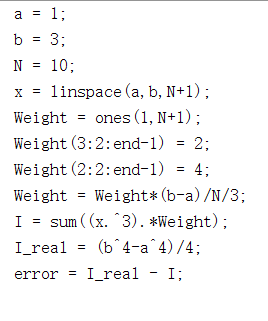 a = 1;
b = 3;
N = 10;
x = linspace(a,b,N+1);
Weight = ones(1,N+1);
Weight(3:2:end-1) = 2;
Weight(2:2:end-1) = 4;
Weight = Weight*(b-a)/N/3;
I = sum((x.^3).*Weight);
I_real = (b^4-a^4)/4;
error = I_real - I;